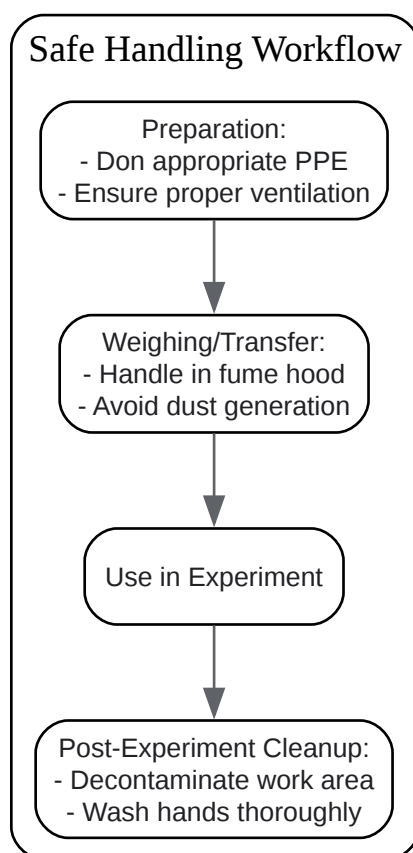 Safe Handling Workflow
Preparation:
- Don appropriate PPE
- Ensure proper ventilation
Weighing/Transfer:
- Handle in fume hood
- Avoid dust generation
Use in Experiment
Post-Experiment Cleanup:
- Decontaminate work area
- Wash hands thoroughly